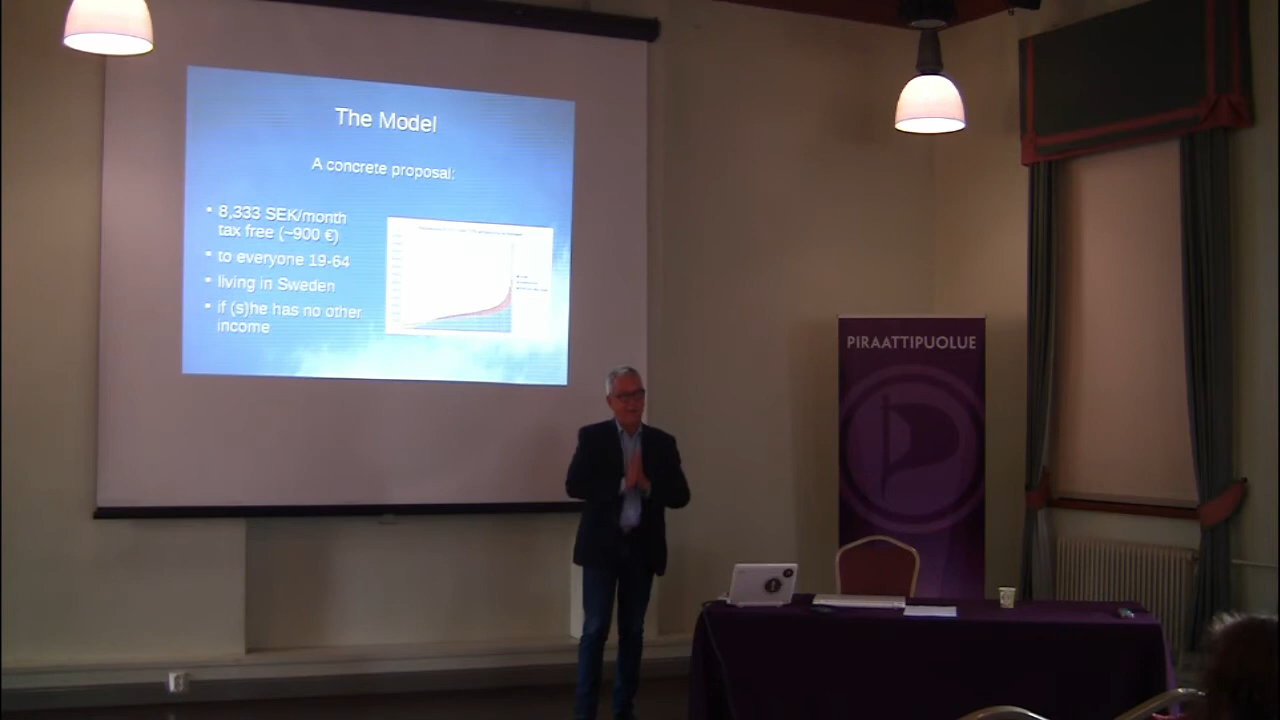 The Model
A concrete proposal:
• 8,333 SEK/month
tax free (~900 €)
• to everyone 19-64
• living in Sweden
• if (s)he has no other
income
PIRAATTIPUOLUE